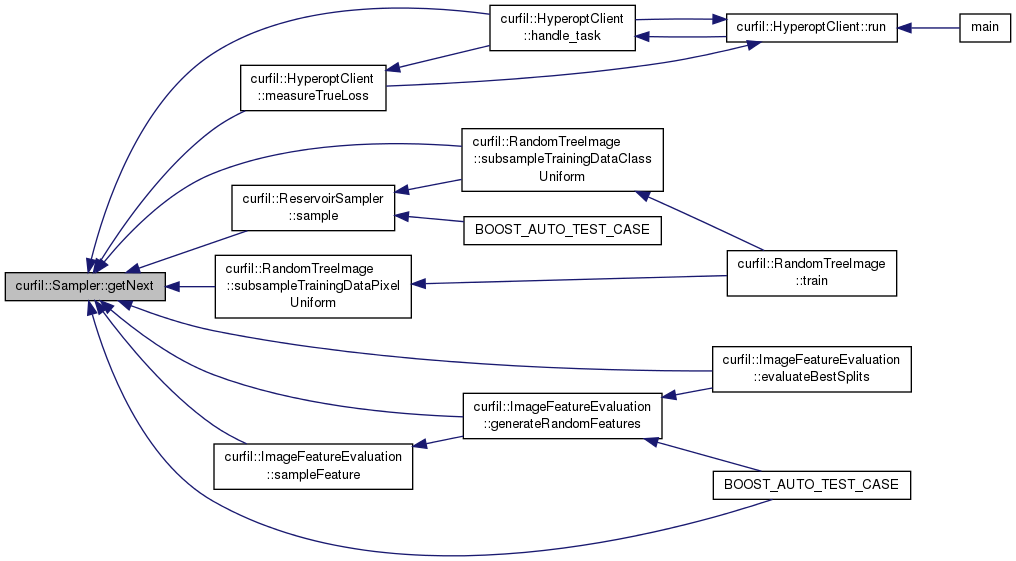 curfil::HyperoptClient
::handle_task
curfil::HyperoptClient::run
main
curfil::HyperoptClient
::measureTrueLoss
curfil::RandomTreeImage
::subsampleTrainingDataClass
Uniform
curfil::ReservoirSampler
::sample
BOOST_AUTO_TEST_CASE
curfil::Sampler::getNext
curfil::RandomTreeImage
::subsampleTrainingDataPixel
Uniform
curfil::RandomTreeImage
::train
curfil::ImageFeatureEvaluation
::evaluateBestSplits
curfil::ImageFeatureEvaluation
::generateRandomFeatures
curfil::ImageFeatureEvaluation
::sampleFeature
BOOST_AUTO_TEST_CASE